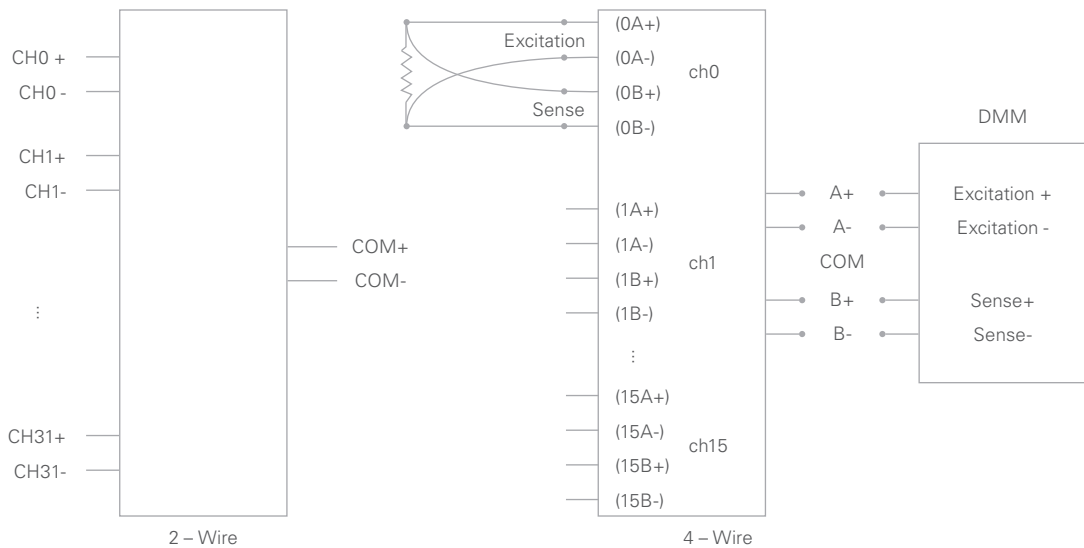 CH0 +
CH0 -
CH1+
CH1-
⋮
CH31+
CH31-
COM+
COM-
2 – Wire
Excitation
Sense
(0A+)
(0A-)
(0B+)
(0B-)
ch0
(1A+)
(1A-)
(1B+)
(1B-)
ch1
⋮
(15A+)
(15A-)
(15B+)
(15B-)
ch15
4 – Wire
A+
A-
COM
B+
B-
DMM
Excitation +
Excitation -
Sense+
Sense-